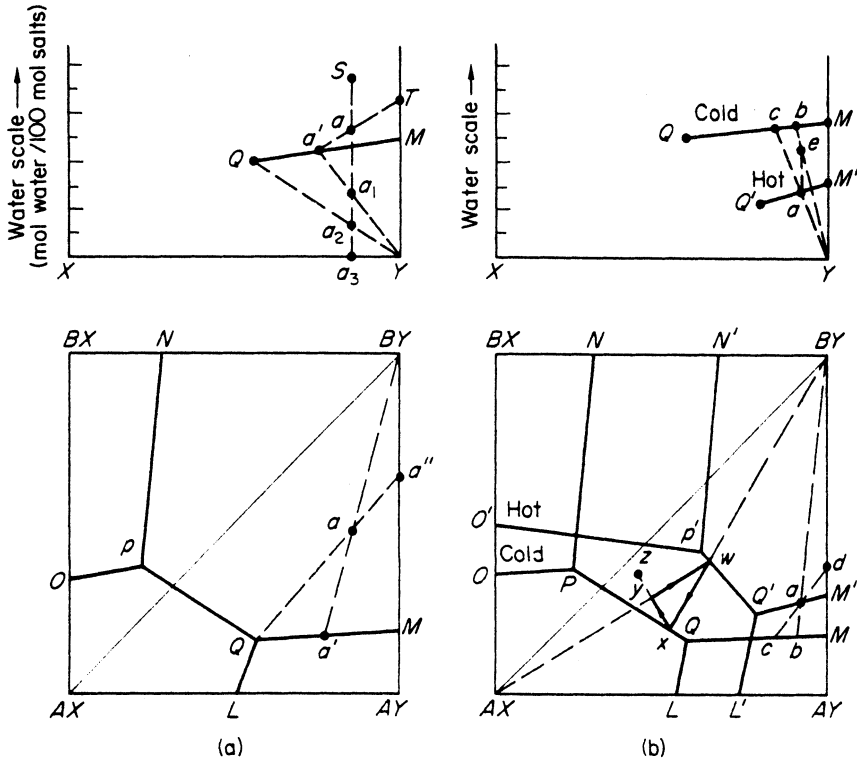 Water scale →
(mol water/100 mol salts)
S
T
a
a'
M
Q
a₁
a₂
a₃
X
Y
Water scale →
Cold
c
b
M
Q
e
Hot
M'
Q'
a
X
Y
BX
N
BY
a"
a
P
O
Q
a'
M
AX
L
AY
(a)
BX
N
N'
BY
O'
Hot
P'
w
Cold
z
d
O
P
y
Q'
a
M'
x
Q
c
b
M
AX
L
L'
AY
(b)